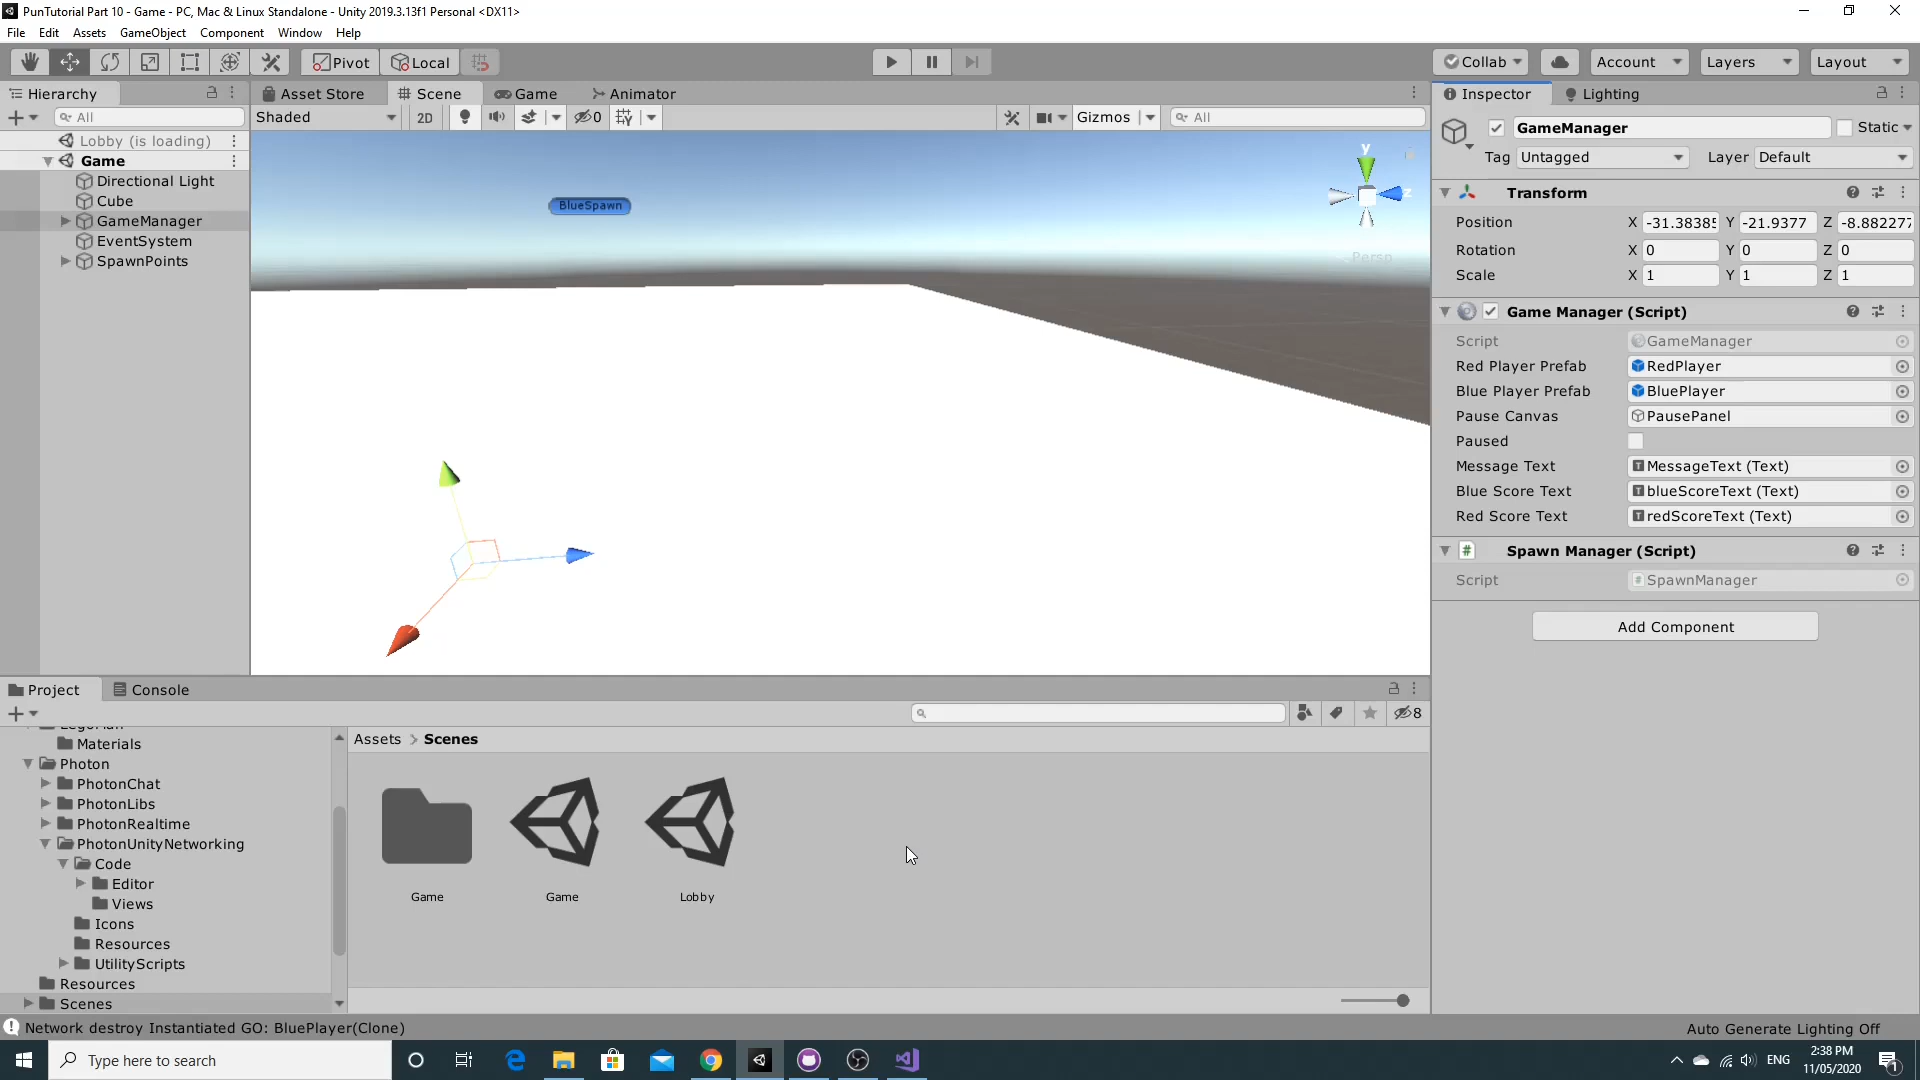 PunTutorial Part 10 - Game - PC, Mac & Linux Standalone - Unity 2019.3.13f1 Personal <DX11>
File Edit Assets GameObject Component Window Help
Pivot Local Collab Account Layers Layout
Hierarchy
All
Lobby (is loading)
Game
Directional Light
Cube
GameManager
EventSystem
SpawnPoints
Asset Store Scene Game Animator
Shaded 2D 0 Gizmos All
BlueSpawn
y
z
Persp
Inspector Lighting
GameManager Static
Tag Untagged Layer Default
Transform
Position X -31.38385 Y -21.9377 Z -8.882277
Rotation X 0 Y 0 Z 0
Scale X 1 Y 1 Z 1
Game Manager (Script)
Script GameManager
Red Player Prefab RedPlayer
Blue Player Prefab BluePlayer
Pause Canvas PausePanel
Paused
Message Text MessageText (Text)
Blue Score Text blueScoreText (Text)
Red Score Text redScoreText (Text)
Spawn Manager (Script)
Script SpawnManager
Add Component
Project Console
8
Materials
Photon
PhotonChat
PhotonLibs
PhotonRealtime
PhotonUnityNetworking
Code
Editor
Views
Icons
Resources
UtilityScripts
Resources
Scenes
Assets > Scenes
Game Game Lobby
Network destroy Instantiated GO: BluePlayer(Clone)
Auto Generate Lighting Off
Type here to search
ENG
2:38 PM
11/05/2020
1